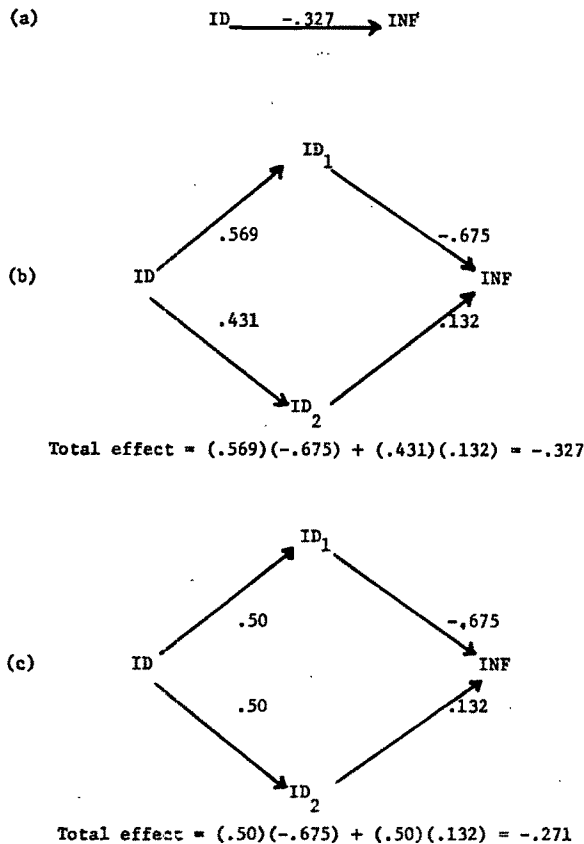 (a) ID -.327 INF
ID1
.569 -.675
(b) ID INF
.431 .132
ID2
Total effect = (.569)(-.675) + (.431)(.132) = -.327
ID1
.50 -.675
(c) ID INF
.50 .132
ID2
Total effect = (.50)(-.675) + (.50)(.132) = -.271